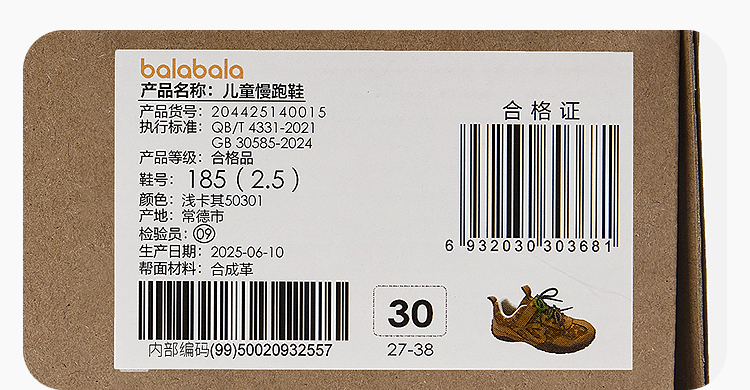 balabala
产品名称：儿童慢跑鞋
产品货号：204425140015
执行标准：QB/T 4331-2021
GB 30585-2024
产品等级：合格品
鞋号：185（2.5）
颜色：浅卡其50301
产地：常德市
检验员：09
生产日期：2025-06-10
帮面材料：合成革
内部编码(99)50020932557
合格证
6 932030 303681
30
27-38